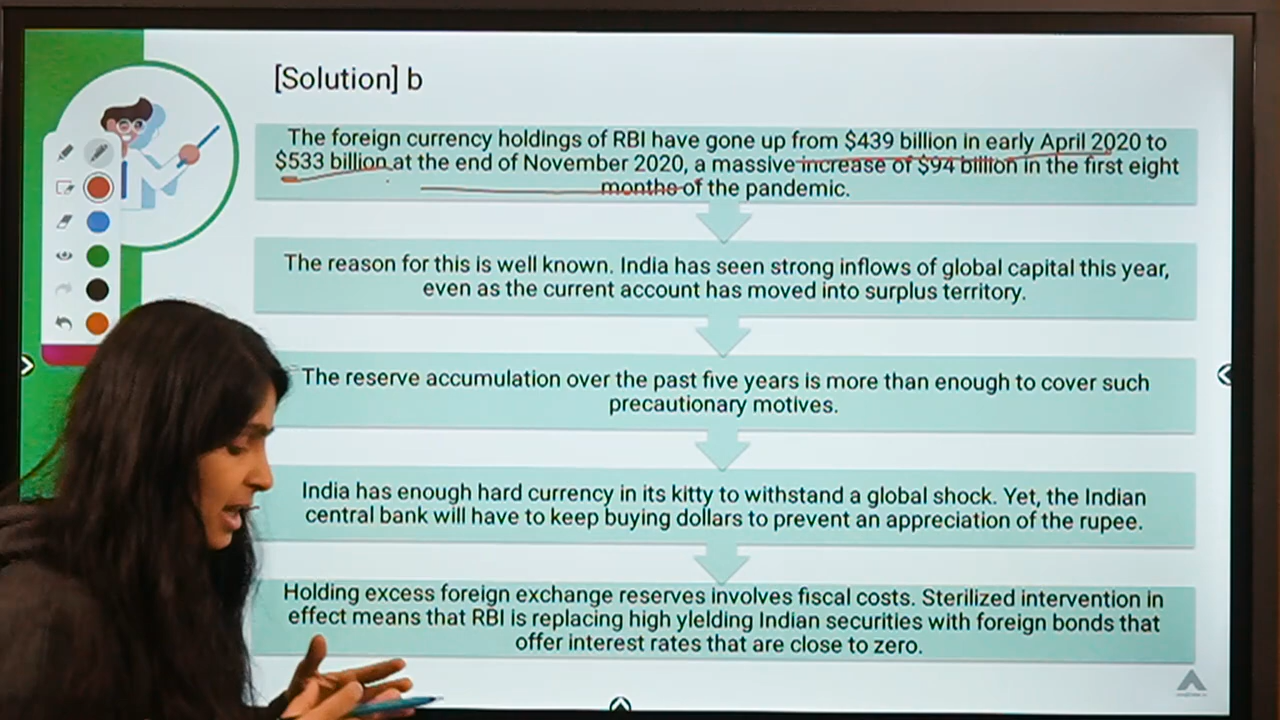 [Solution] b
The foreign currency holdings of RBI have gone up from $439 billion in early April 2020 to
$533 billion at the end of November 2020, a massive increase of $94 billion in the first eight
months of the pandemic.
The reason for this is well known. India has seen strong inflows of global capital this year,
even as the current account has moved into surplus territory.
The reserve accumulation over the past five years is more than enough to cover such
precautionary motives.
India has enough hard currency in its kitty to withstand a global shock. Yet, the Indian
central bank will have to keep buying dollars to prevent an appreciation of the rupee.
Holding excess foreign exchange reserves involves fiscal costs. Sterilized intervention in
effect means that RBI is replacing high ylelding Indian securities with foreign bonds that
offer interest rates that are close to zero.